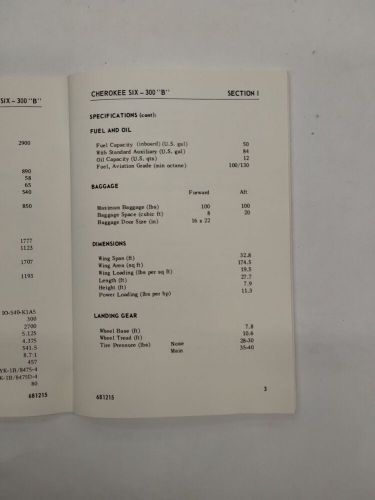 SIX - 300 "B"
2900
890
58
65
540
850
1777
1123
1707
1193
IO-540-K1A5
300
2700
5.125
4.375
541.5
8.7:1
457
YK-1B/8475-4
K-1B/8475D-4
80
681215
CHEROKEE SIX - 300 "B" SECTION I
SPECIFICATIONS (cont):
FUEL AND OIL
Fuel Capacity (inboard) (U.S. gal) 50
With Standard Auxiliary (U.S. gal) 84
Oil Capacity (U.S. qts) 12
Fuel, Aviation Grade (min octane) 100/130
BAGGAGE
Forward Aft
Maximum Baggage (lbs) 100 100
Baggage Space (cubic ft) 8 20
Baggage Door Size (in) 16 x 22
DIMENSIONS
Wing Span (ft) 32.8
Wing Area (sq ft) 174.5
Wing Loading (lbs per sq ft) 19.5
Length (ft) 27.7
Height (ft) 7.9
Power Loading (lbs per hp) 11.3
LANDING GEAR
Wheel Base (ft) 7.8
Wheel Tread (ft) 10.6
Tire Pressure (lbs) Nose 28-30
Main 35-40
3
681215